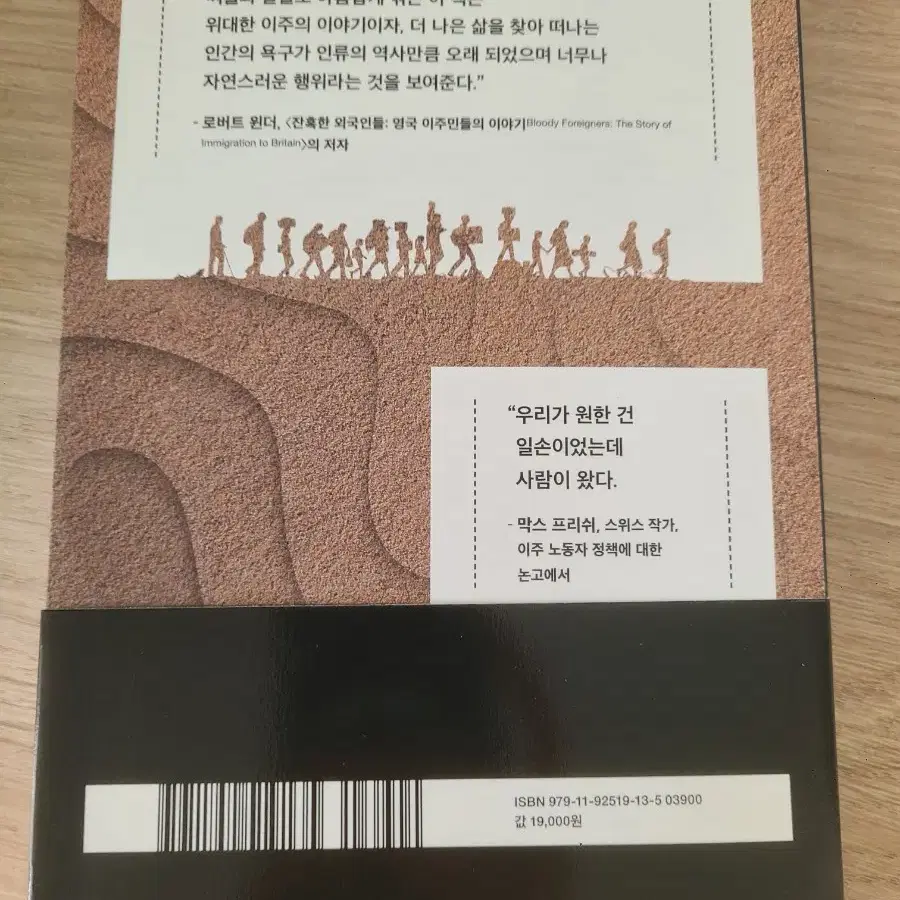 위대한 이주의 이야기이자, 더 나은 삶을 찾아 떠나는
인간의 욕구가 인류의 역사만큼 오래 되었으며 너무나
자연스러운 행위라는 것을 보여준다.”
- 로버트 윈더, 〈잔혹한 외국인들: 영국 이주민들의 이야기Bloody Foreigners: The Story of
Immigration to Britain〉의 저자
“우리가 원한 건
일손이었는데
사람이 왔다.
- 막스 프리쉬, 스위스 작가,
이주 노동자 정책에 대한
논고에서
ISBN 979-11-92519-13-5 03900
값 19,000원